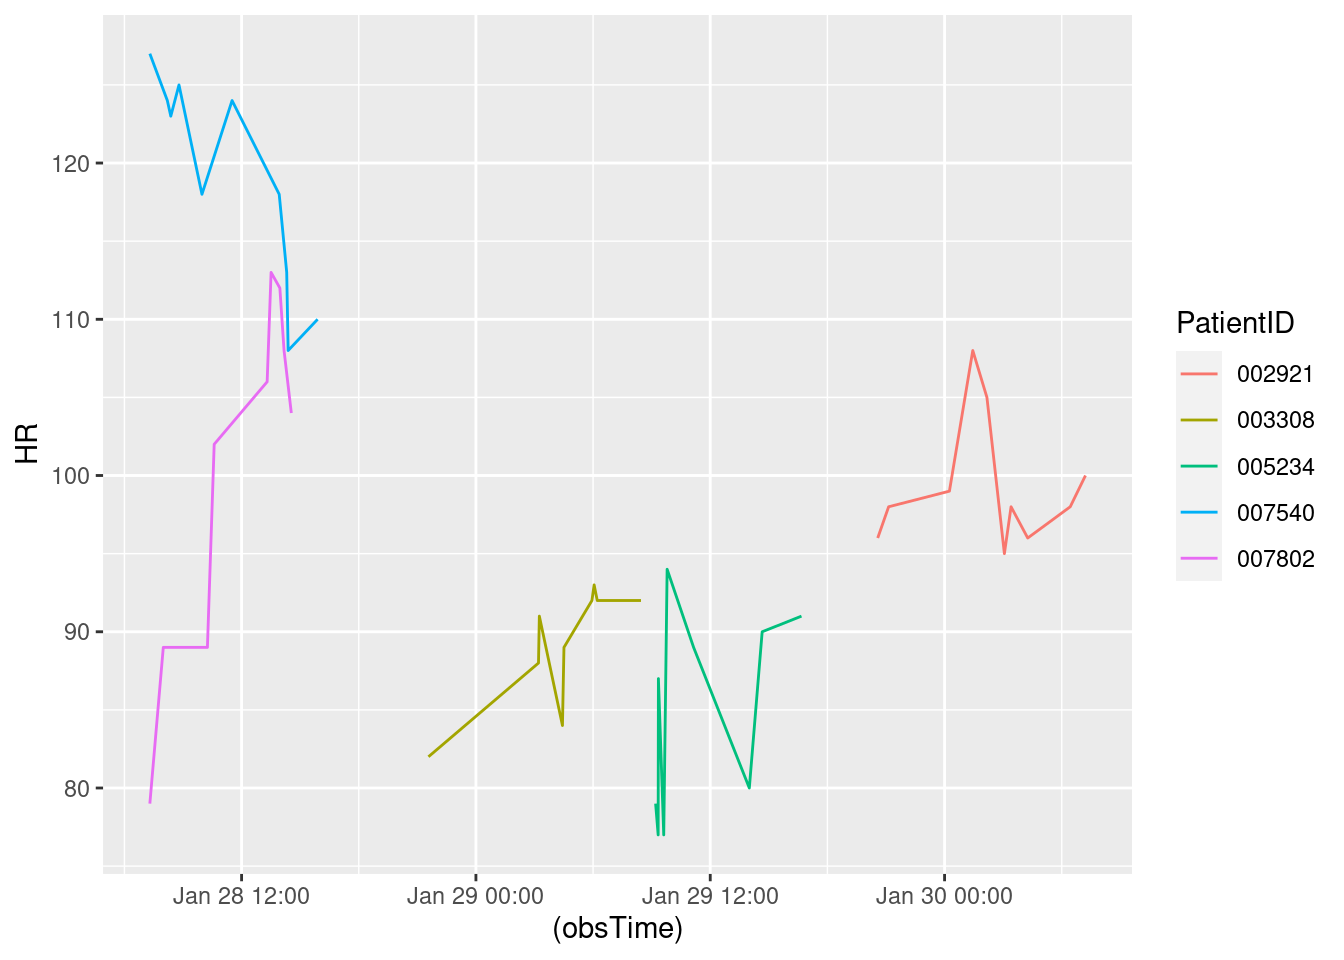 120
110
100
90
80
HR
Jan 28 12:00
Jan 29 00:00
Jan 29 12:00
Jan 30 00:00
(obsTime)
PatientID
002921
003308
005234
007540
007802